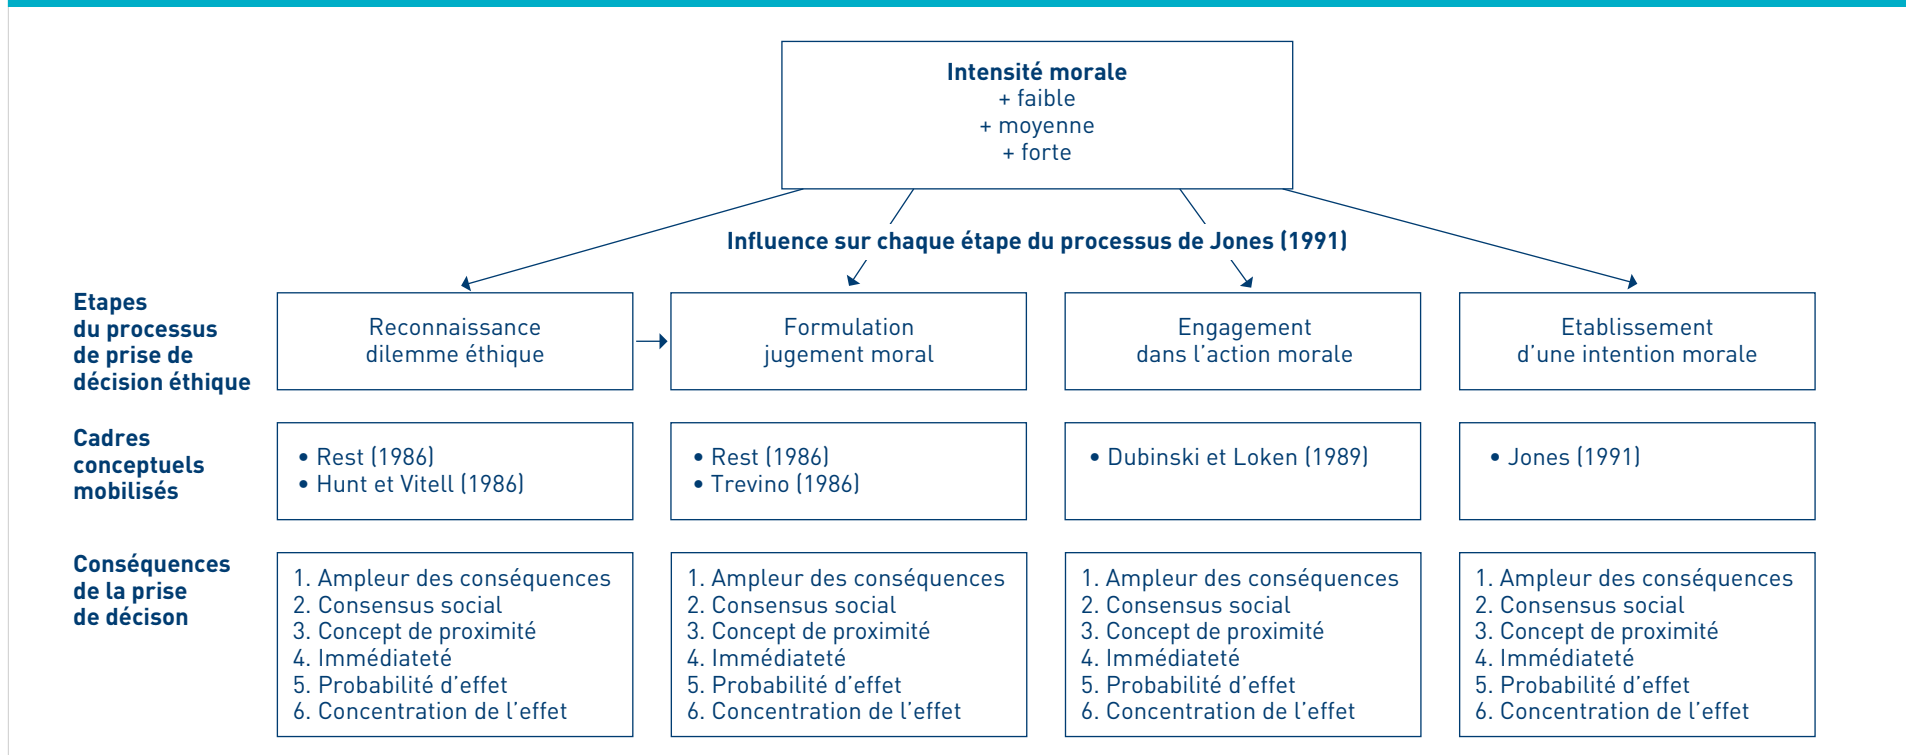 Intensité morale
+ faible
+ moyenne
+ forte
Influence sur chaque étape du processus de Jones (1991)
Etapes
du processus
de prise de
décision éthique
Reconnaissance
dilemme éthique
Formulation
jugement moral
Engagement
dans l'action morale
Etablissement
d'une intention morale
Cadres
conceptuels
mobilisés
• Rest (1986)
• Hunt et Vitell (1986)
• Rest (1986)
• Trevino (1986)
• Dubinski et Loken (1989)
• Jones (1991)
Conséquences
de la prise
de décison
1. Ampleur des conséquences
2. Consensus social
3. Concept de proximité
4. Immédiateté
5. Probabilité d'effet
6. Concentration de l'effet
1. Ampleur des conséquences
2. Consensus social
3. Concept de proximité
4. Immédiateté
5. Probabilité d'effet
6. Concentration de l'effet
1. Ampleur des conséquences
2. Consensus social
3. Concept de proximité
4. Immédiateté
5. Probabilité d'effet
6. Concentration de l'effet
1. Ampleur des conséquences
2. Consensus social
3. Concept de proximité
4. Immédiateté
5. Probabilité d'effet
6. Concentration de l'effet